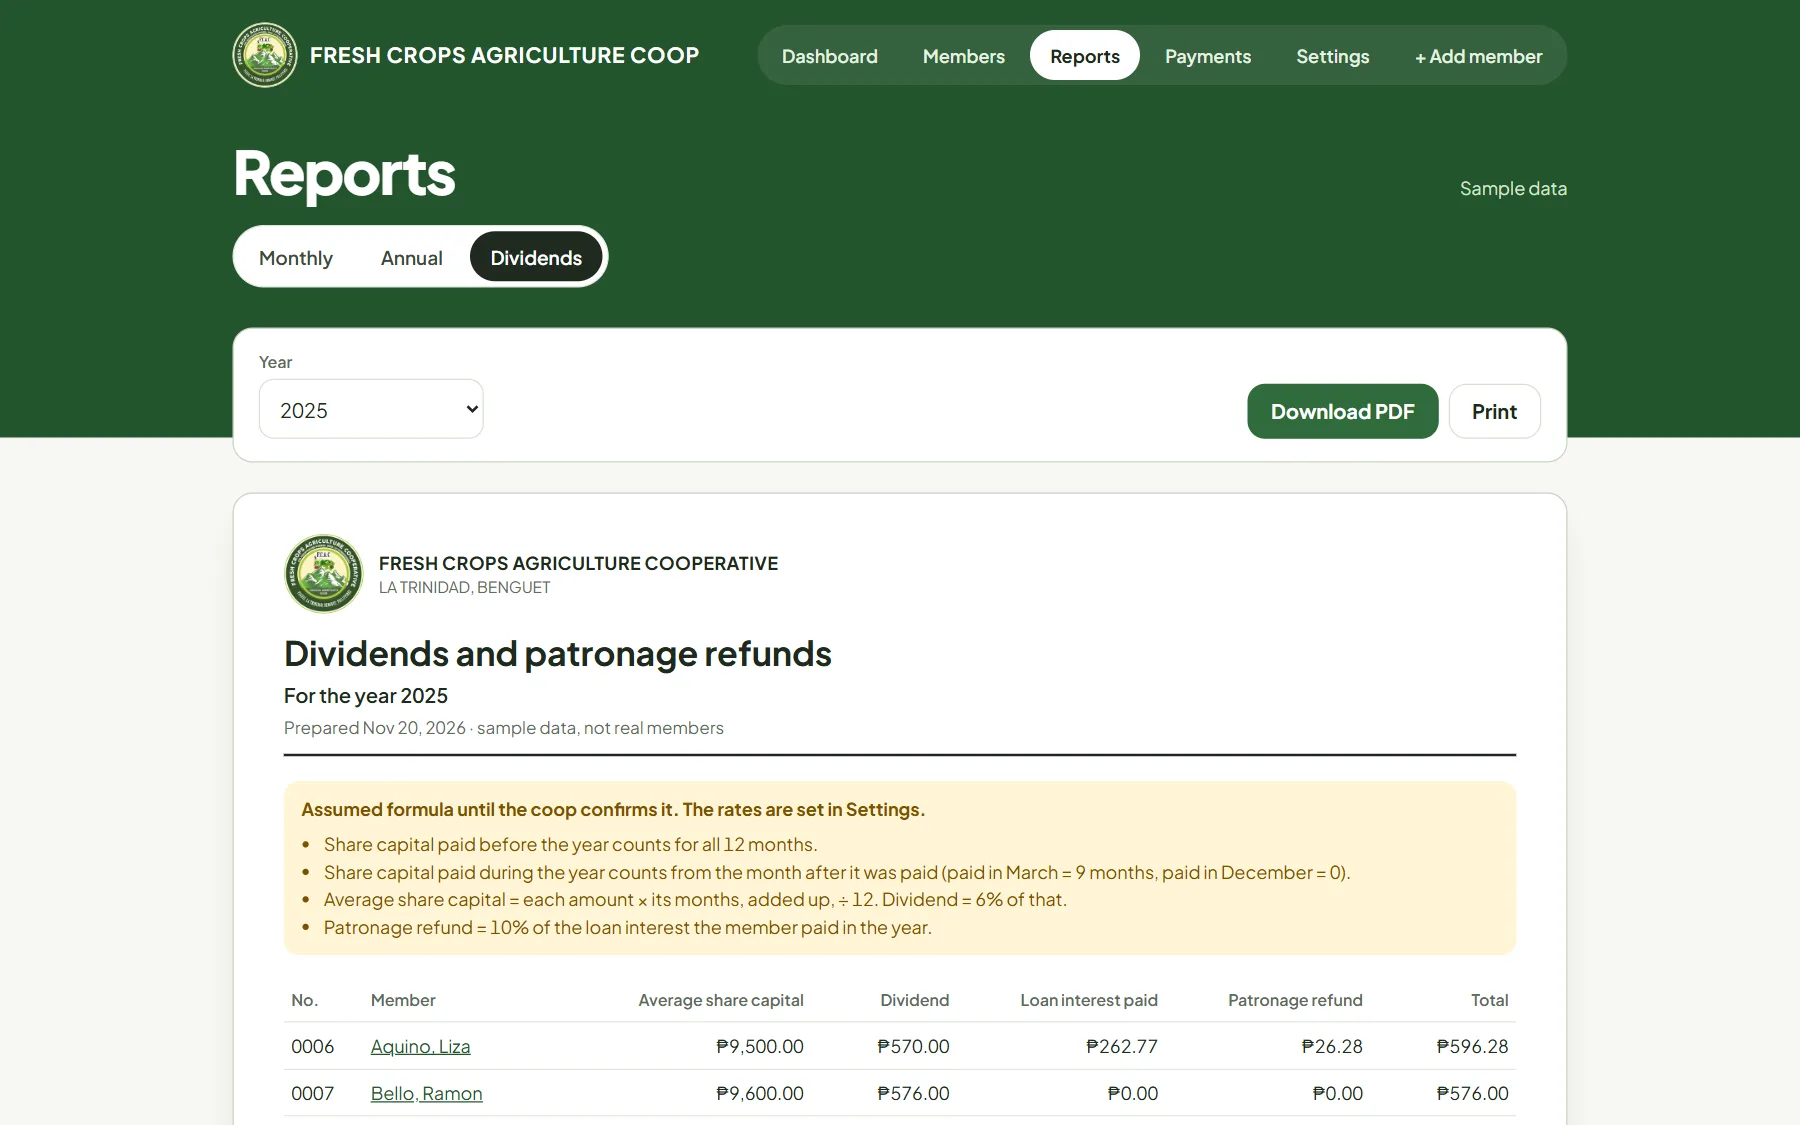 FRESH CROPS AGRICULTURE COOP
Dashboard
Members
Reports
Payments
Settings
+ Add member
Reports
Sample data
Monthly
Annual
Dividends
Year
2025
Download PDF
Print
FRESH CROPS AGRICULTURE COOPERATIVE
LA TRINIDAD, BENGUET
Dividends and patronage refunds
For the year 2025
Prepared Nov 20, 2026 · sample data, not real members
Assumed formula until the coop confirms it. The rates are set in Settings.
• Share capital paid before the year counts for all 12 months.
• Share capital paid during the year counts from the month after it was paid (paid in March = 9 months, paid in December = 0).
• Average share capital = each amount × its months, added up, ÷ 12. Dividend = 6% of that.
• Patronage refund = 10% of the loan interest the member paid in the year.
No. Member Average share capital Dividend Loan interest paid Patronage refund Total
0006 Aquino, Liza ₱9,500.00 ₱570.00 ₱262.77 ₱26.28 ₱596.28
0007 Bello, Ramon ₱9,600.00 ₱576.00 ₱0.00 ₱0.00 ₱576.00